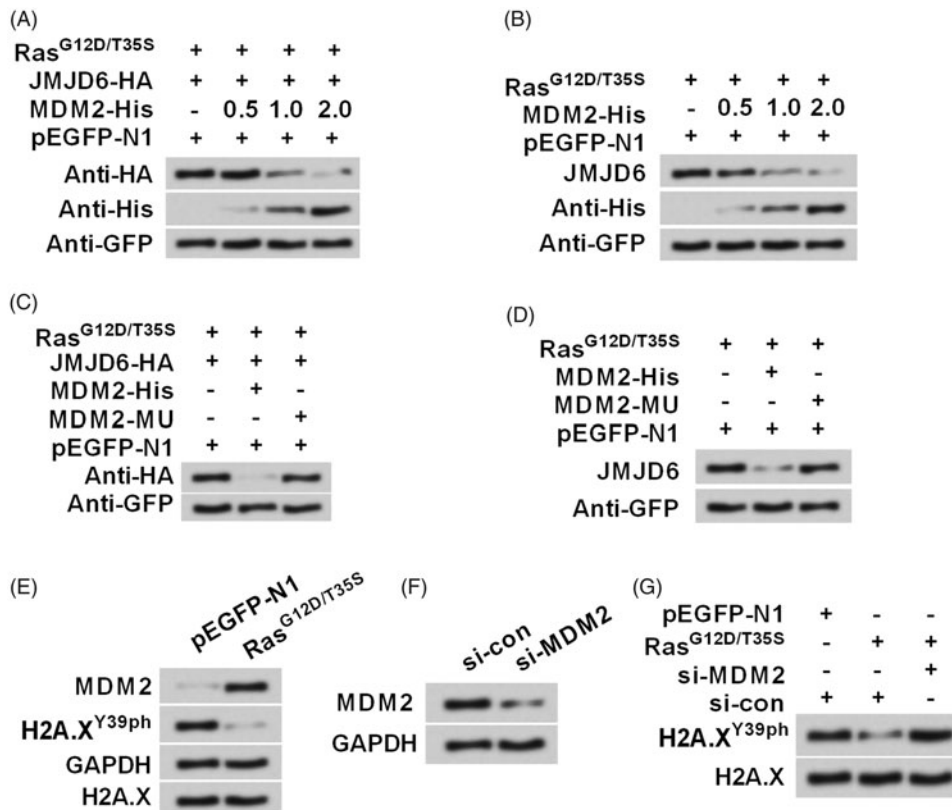 (A)
Ras^G12D/T35S + + + +
JMJD6-HA + + + +
MDM2-His - 0.5 1.0 2.0
pEGFP-N1 + + + +
Anti-HA
Anti-His
Anti-GFP
(B)
Ras^G12D/T35S + + + +
MDM2-His - 0.5 1.0 2.0
pEGFP-N1 + + + +
JMJD6
Anti-His
Anti-GFP
(C)
Ras^G12D/T35S + + +
JMJD6-HA + + +
MDM2-His - + -
MDM2-MU - - +
pEGFP-N1 + + +
Anti-HA
Anti-GFP
(D)
Ras^G12D/T35S + + +
MDM2-His - + -
MDM2-MU - - +
pEGFP-N1 + + +
JMJD6
Anti-GFP
(E)
pEGFP-N1
Ras^G12D/T35S
MDM2
H2A.X^Y39ph
GAPDH
H2A.X
(F)
si-con
si-MDM2
MDM2
GAPDH
(G)
pEGFP-N1 + - -
Ras^G12D/T35S - + +
si-MDM2 - - +
si-con + + -
H2A.X^Y39ph
H2A.X